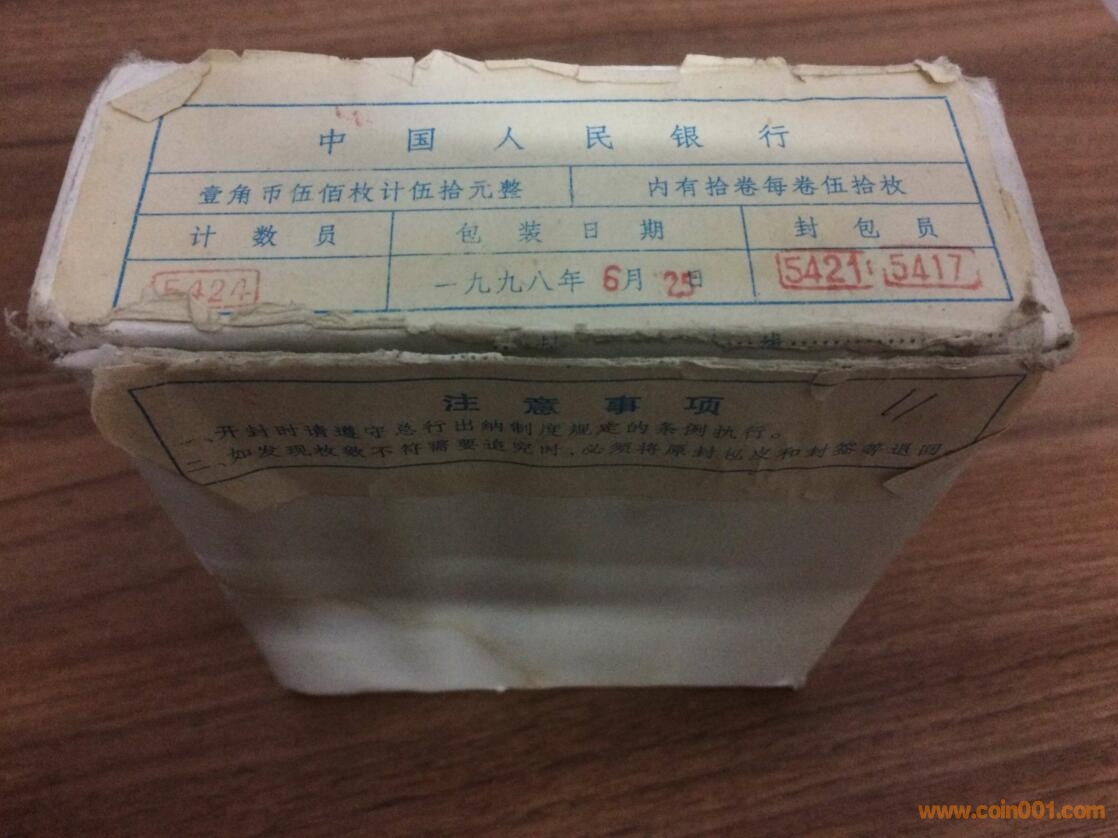 中国人民银行
壹角币伍佰枚计伍拾元整 内有拾卷每卷伍拾枚
计数员 包装日期 封包员
5424 一九九八年6月25日 5421 5417
注意事项
一、开封时请遵守总行出纳制度规定的条例执行。
二、如发现枚数不符需要追究时,必须将原封包皮和封签等退回
www.coin001.com